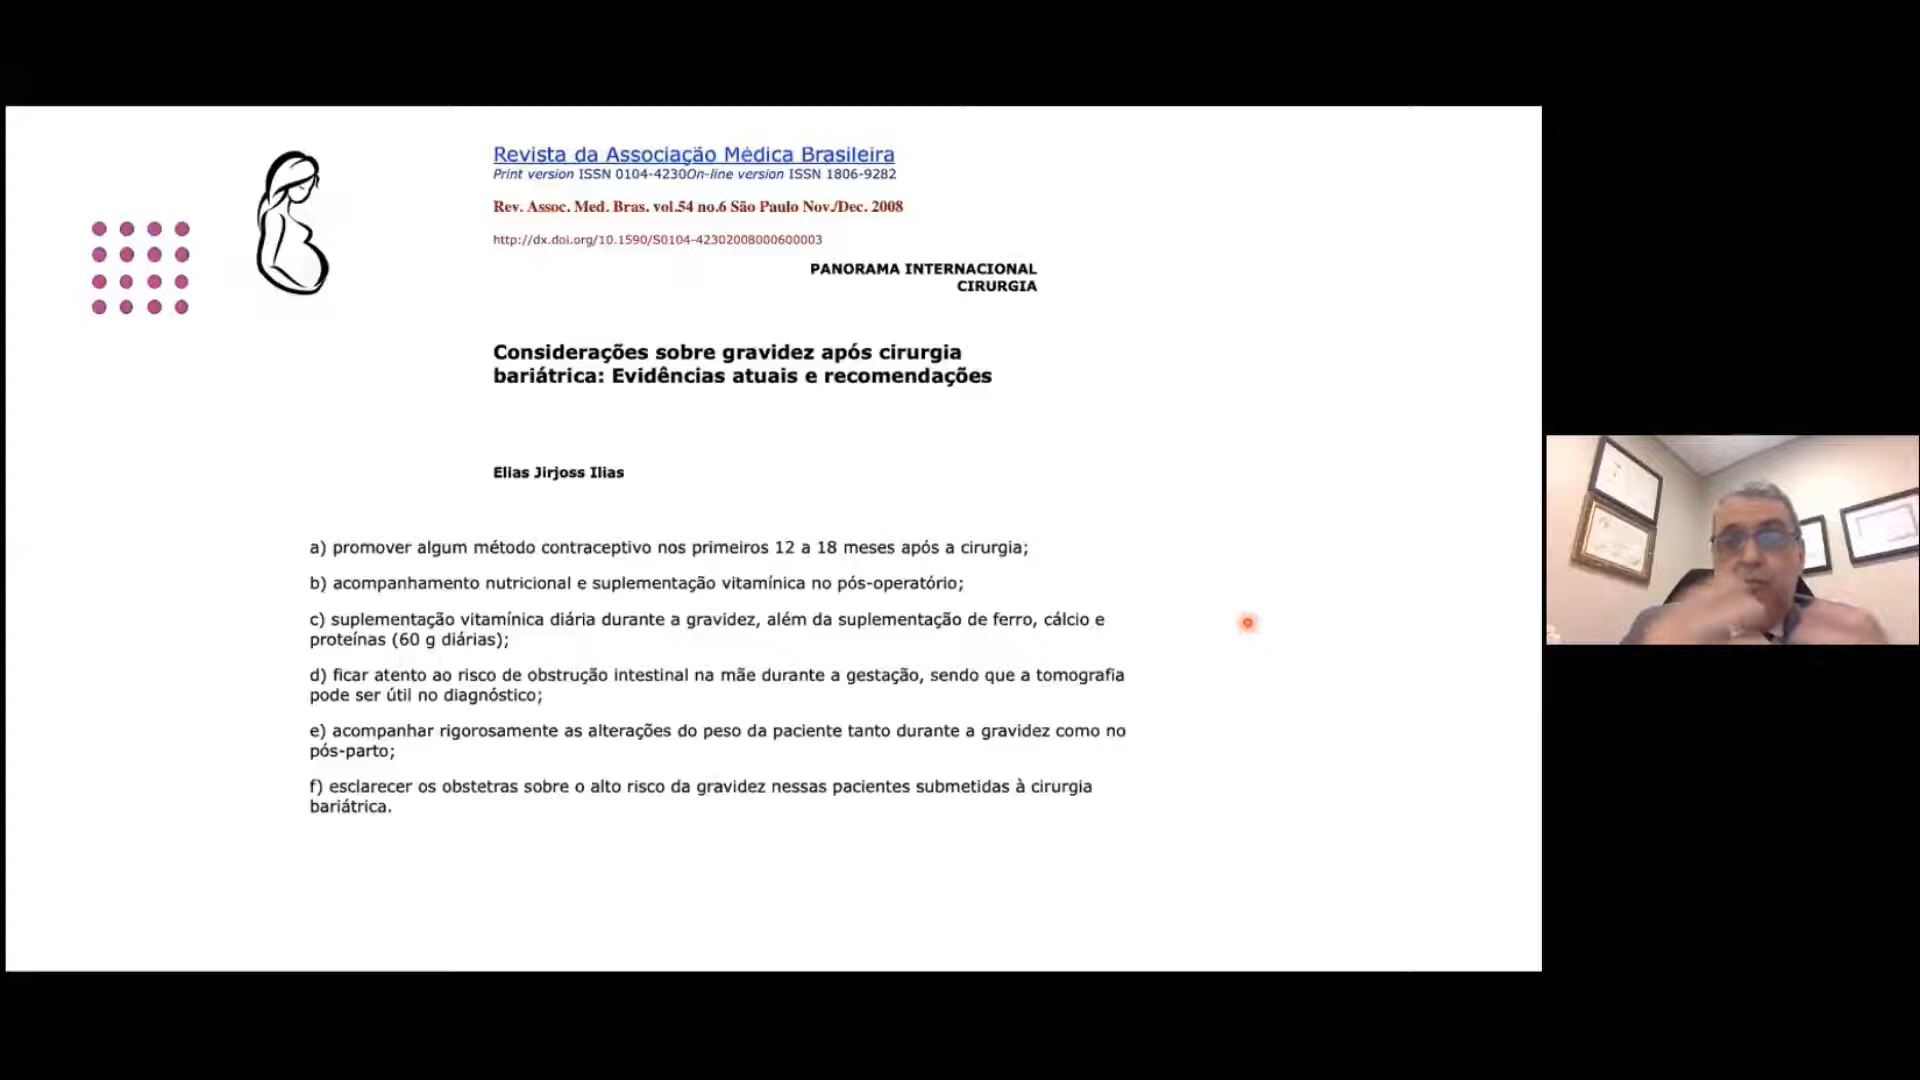 Revista da Associação Médica Brasileira
Print version ISSN 0104-4230On-line version ISSN 1806-9282
Rev. Assoc. Med. Bras. vol.54 no.6 São Paulo Nov./Dec. 2008
http://dx.doi.org/10.1590/S0104-42302008000600003
PANORAMA INTERNACIONAL
CIRURGIA
Considerações sobre gravidez após cirurgia
bariátrica: Evidências atuais e recomendações
Elias Jirjoss Ilias
a) promover algum método contraceptivo nos primeiros 12 a 18 meses após a cirurgia;
b) acompanhamento nutricional e suplementação vitamínica no pós-operatório;
c) suplementação vitamínica diária durante a gravidez, além da suplementação de ferro, cálcio e
proteínas (60 g diárias);
d) ficar atento ao risco de obstrução intestinal na mãe durante a gestação, sendo que a tomografia
pode ser útil no diagnóstico;
e) acompanhar rigorosamente as alterações do peso da paciente tanto durante a gravidez como no
pós-parto;
f) esclarecer os obstetras sobre o alto risco da gravidez nessas pacientes submetidas à cirurgia
bariátrica.